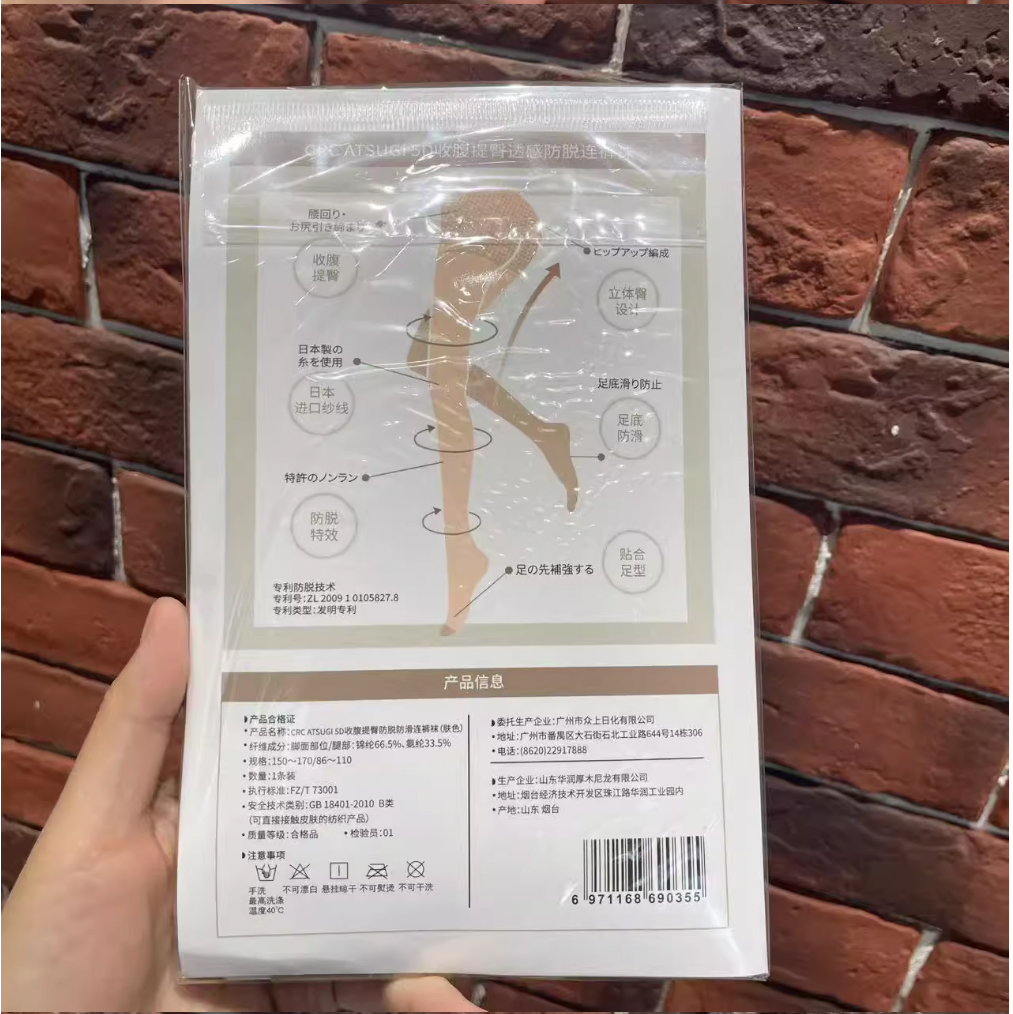 CRC ATSUGI 5D收腹提臀透感防脱连裤袜
腰回り・
お尻引き締まり
收腹
提臀
ヒップアップ編成
立体臀
设计
日本製の
糸を使用
日本
进口纱线
足底滑り防止
足底
防滑
特許のノンラン
防脱
特效
足の先補強する
贴合
足型
专利防脱技术
专利号:ZL 2009 1 0105827.8
专利类型:发明专利
产品信息
产品合格证
• 产品名称:CRC ATSUGI 5D收腹提臀防脱防滑连裤袜(肤色)
• 纤维成分:脚面部位/腿部:锦纶66.5%、氨纶33.5%
• 规格:150～170/86～110
• 数量:1条装
• 执行标准:FZ/T 73001
• 安全技术类别:GB 18401-2010 B类
(可直接接触皮肤的纺织产品)
• 质量等级:合格品 • 检验员:01
注意事项
手洗
最高洗涤
温度40℃
不可漂白
悬挂晾干
不可熨烫
不可干洗
委托生产企业:广州市众上日化有限公司
• 地址:广州市番禺区大石街石北工业路644号14栋306
• 电话:(8620)22917888
生产企业:山东华润厚木尼龙有限公司
• 地址:烟台经济技术开发区珠江路华润工业园内
• 产地:山东 烟台
6 971168 690355